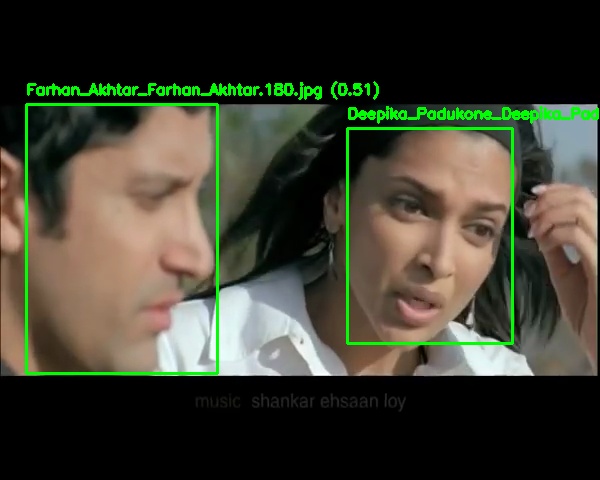 Farhan_Akhtar_Farhan_Akhtar.180.jpg (0.51)
Deepika_Padukone_Deepika_Pad
music shankar ehsaan loy